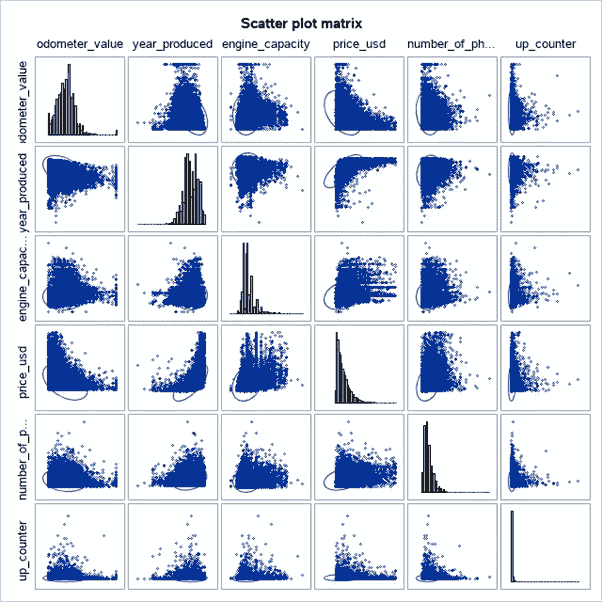 Scatter plot matrix
odometer_value year_produced engine_capacity price_usd number_of_ph... up_counter
odometer_value
year_produced
engine_capac...
price_usd
number_of_p...
up_counter